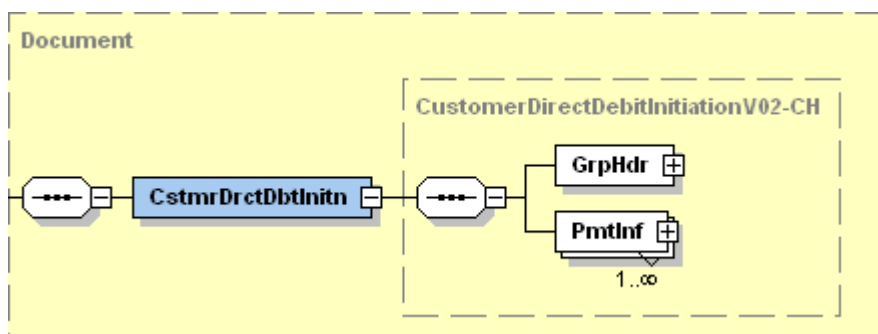 Document
CustomerDirectDebitInitiationV02-CH
GrpHdr
CstmrDrctDbtInitn
PmtInf
1..∞